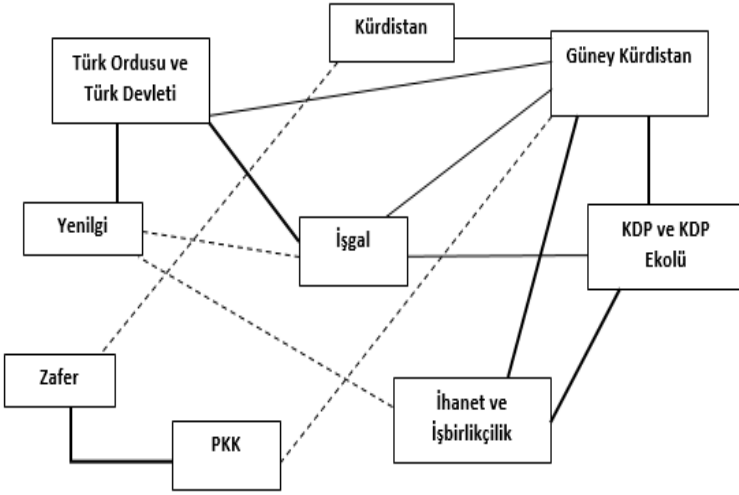 Kürdistan
Türk Ordusu ve
Türk Devleti
Güney Kürdistan
Yenilgi
İşgal
KDP ve KDP
Ekolü
Zafer
İhanet ve
İşbirlikçilik
PKK